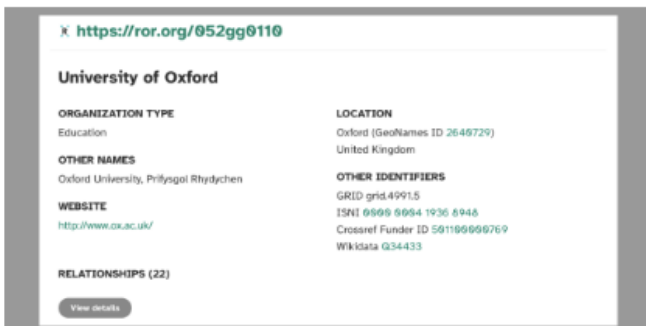 https://ror.org/052gg0110
University of Oxford
ORGANIZATION TYPE
Education
OTHER NAMES
Oxford University, Prifysgol Rhydychen
WEBSITE
http://www.ox.ac.uk/
RELATIONSHIPS (22)
View details
LOCATION
Oxford (GeoNames ID 2640729)
United Kingdom
OTHER IDENTIFIERS
GRID grid.4991.5
ISNI 0000 0004 1936 8948
Crossref Funder ID 501100000769
Wikidata Q34433